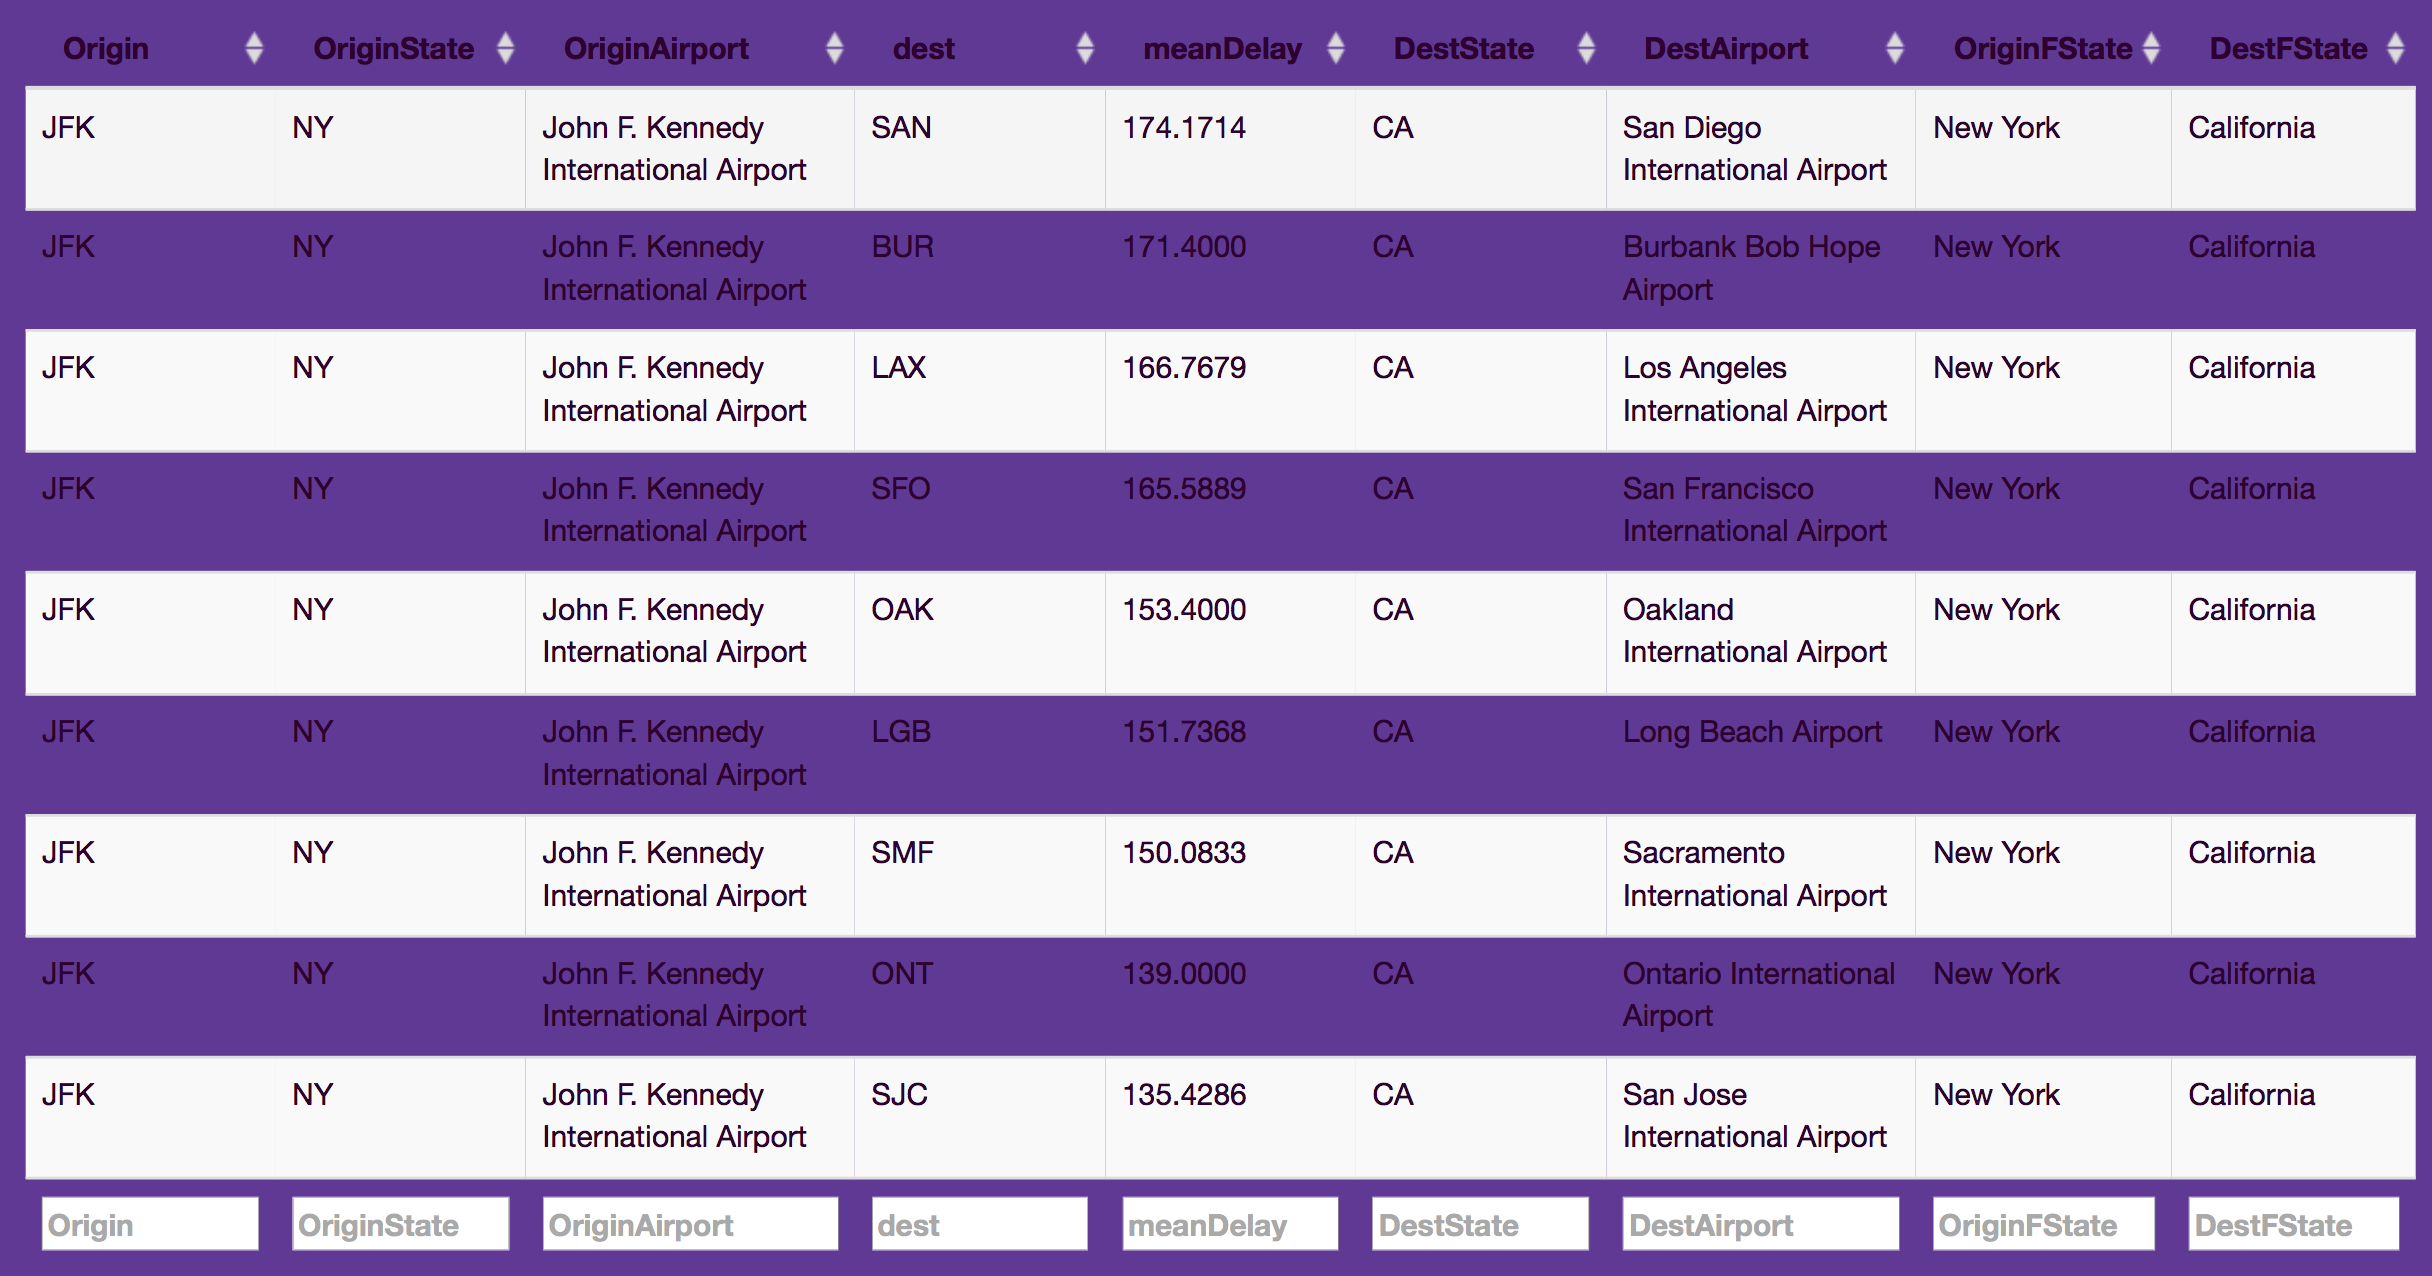 Origin OriginState OriginAirport dest meanDelay DestState DestAirport OriginFState DestFState
JFK NY John F. Kennedy SAN 174.1714 CA San Diego New York California
International Airport International Airport
JFK NY John F. Kennedy BUR 171.4000 CA Burbank Bob Hope New York California
International Airport Airport
JFK NY John F. Kennedy LAX 166.7679 CA Los Angeles New York California
International Airport International Airport
JFK NY John F. Kennedy SFO 165.5889 CA San Francisco New York California
International Airport International Airport
JFK NY John F. Kennedy OAK 153.4000 CA Oakland New York California
International Airport International Airport
JFK NY John F. Kennedy LGB 151.7368 CA Long Beach Airport New York California
International Airport
JFK NY John F. Kennedy SMF 150.0833 CA Sacramento New York California
International Airport International Airport
JFK NY John F. Kennedy ONT 139.0000 CA Ontario International New York California
International Airport Airport
JFK NY John F. Kennedy SJC 135.4286 CA San Jose New York California
International Airport International Airport
Origin OriginState OriginAirport dest meanDelay DestState DestAirport OriginFState DestFState